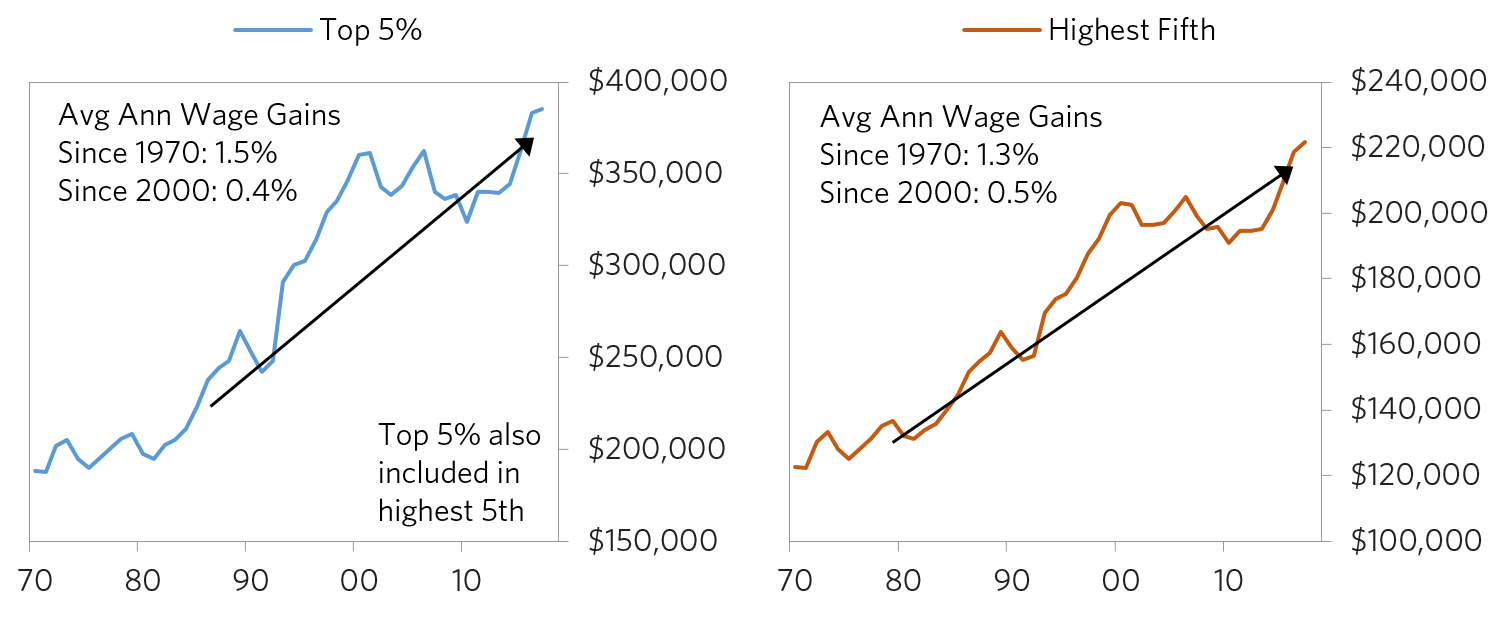 Top 5%
$400,000
$350,000
$300,000
$250,000
$200,000
$150,000
Avg Ann Wage Gains
Since 1970: 1.5%
Since 2000: 0.4%
Top 5% also
included in
highest 5th
70 80 90 00 10
Highest Fifth
$240,000
$220,000
$200,000
$180,000
$160,000
$140,000
$120,000
$100,000
Avg Ann Wage Gains
Since 1970: 1.3%
Since 2000: 0.5%
70 80 90 00 10